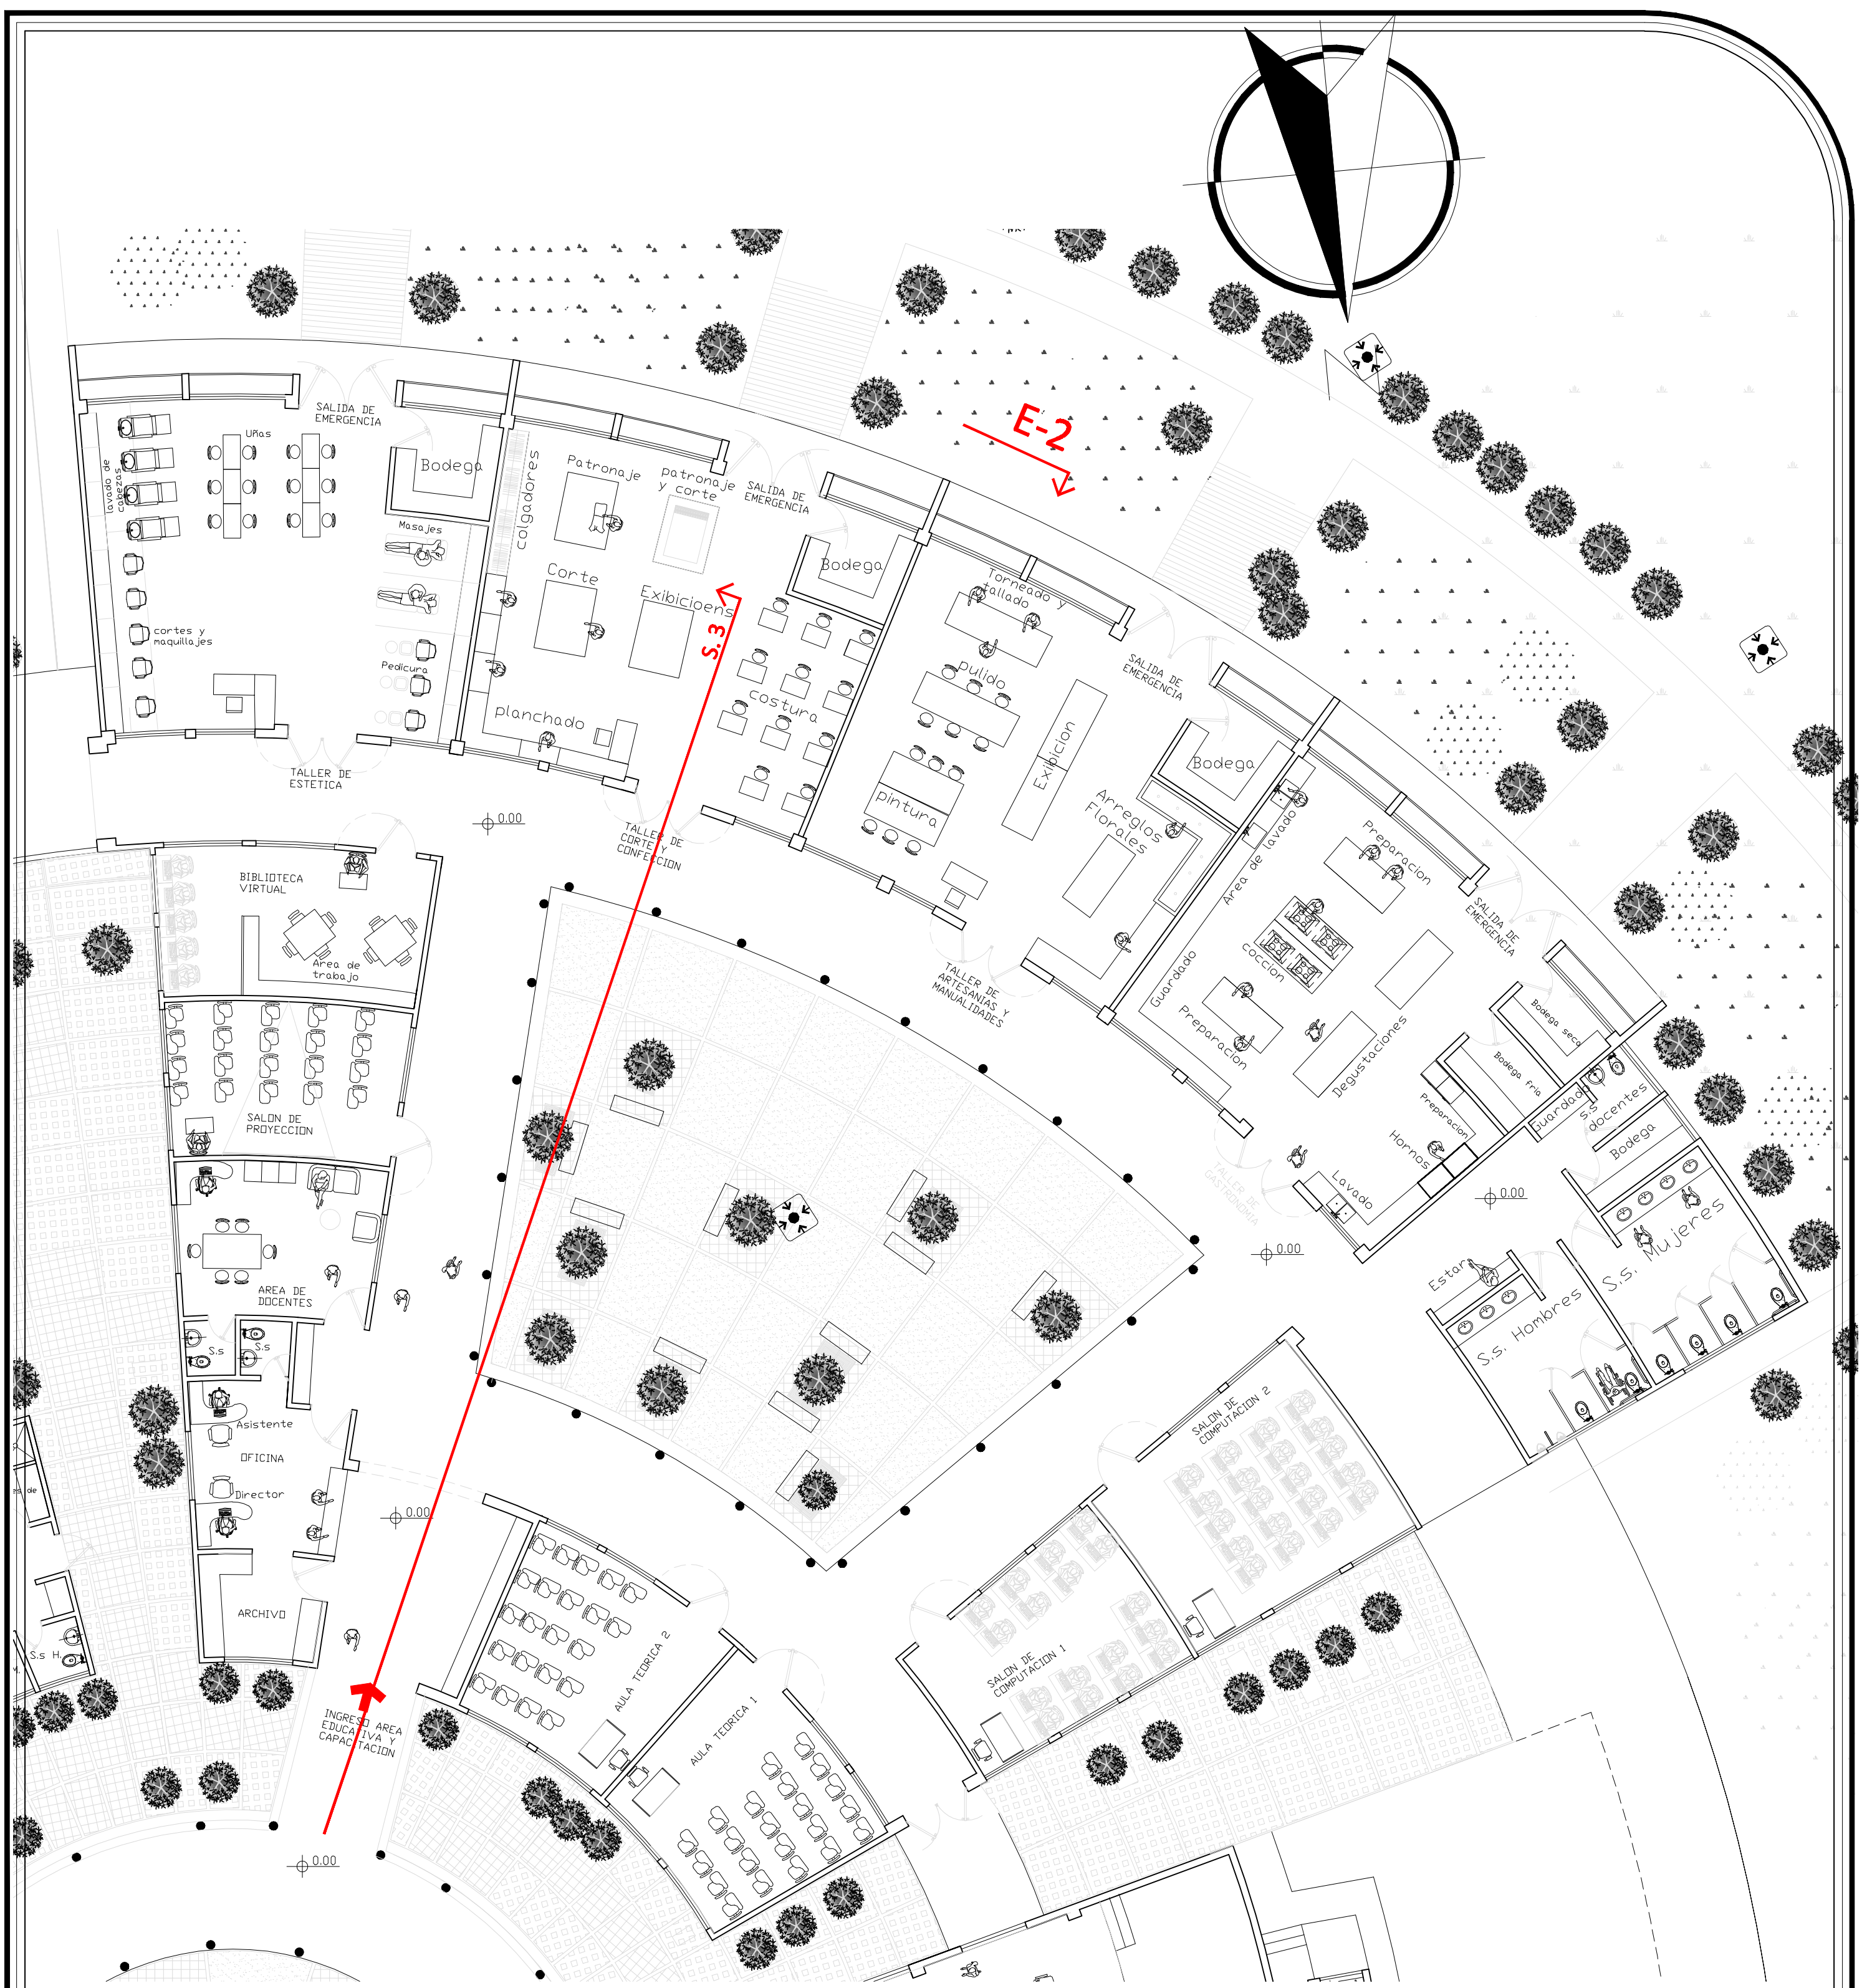 E-2
SALIDA DE
EMERGENCIA
Uñas
lavado de
cabezas
Bodega
Masajes
cortes y
maquillajes
Pedicura
TALLER DE
ESTETICA
colgadores
Patronaje
patronaje
y corte
SALIDA DE
EMERGENCIA
Corte
Exibicioens
S. 3
Bodega
costura
planchado
TALLER DE
CORTE Y
CONFECCION
0.00
Torneado y
tallado
pulido
SALIDA DE
EMERGENCIA
Exibicion
pintura
Bodega
Arreglos
Florales
TALLER DE
ARTESANIAS Y
MANUALIDADES
Area de lavado
Preparacion
SALIDA DE
EMERGENCIA
coccion
Guardado
Preparacion
Degustaciones
Bodega seca
Bodega fria
Preparacion
Hornos
Lavado
TALLER DE
GASTRONOMIA
Guardado
S.S
docentes
Bodega
0.00
0.00
Estar
S.s. Mujeres
S.s. Hombres
BIBLIOTECA
VIRTUAL
Area de
trabajo
SALON DE
PROYECCION
AREA DE
DOCENTES
S.s
S.s
Asistente
OFICINA
Director
0.00
ARCHIVO
S.s H.
INGRESO AREA
EDUCATIVA Y
CAPACITACION
0.00
AULA TEORICA 2
AULA TEORICA 1
SALON DE
COMPUTACION 1
SALON DE
COMPUTACION 2